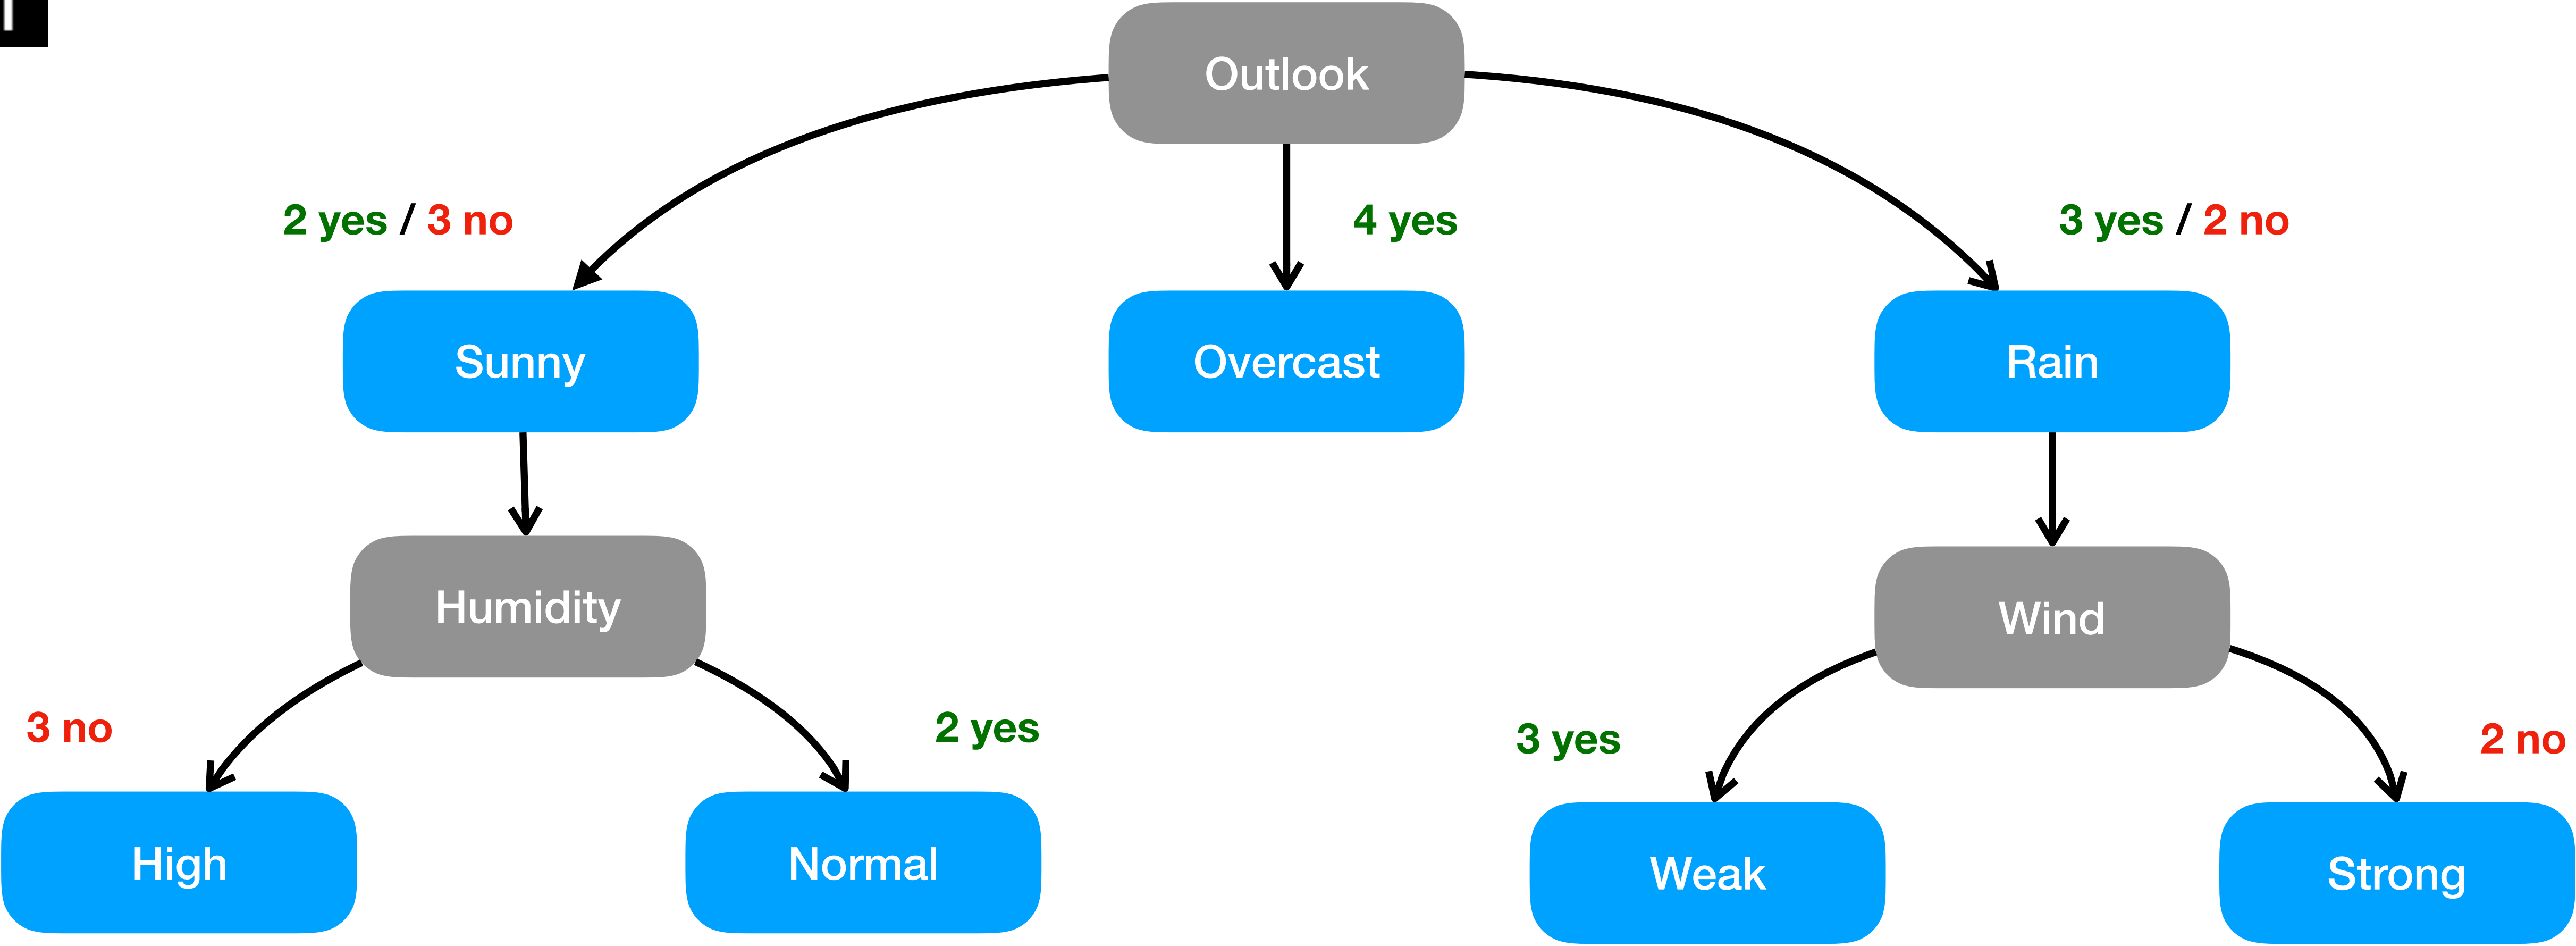 Outlook
2 yes / 3 no
4 yes
3 yes / 2 no
Sunny
Overcast
Rain
Humidity
Wind
3 no
2 yes
3 yes
2 no
High
Normal
Weak
Strong